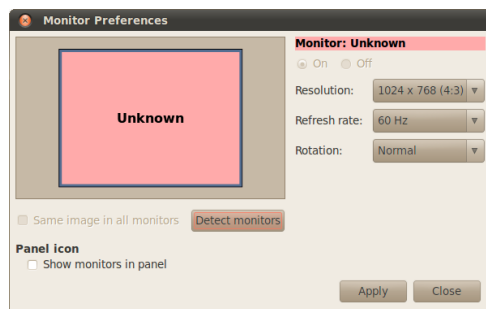 Monitor Preferences
Monitor: Unknown
On Off
Resolution: 1024 x 768 (4:3)
Unknown
Refresh rate: 60 Hz
Rotation: Normal
Same image in all monitors Detect monitors
Panel icon
Show monitors in panel
Apply Close